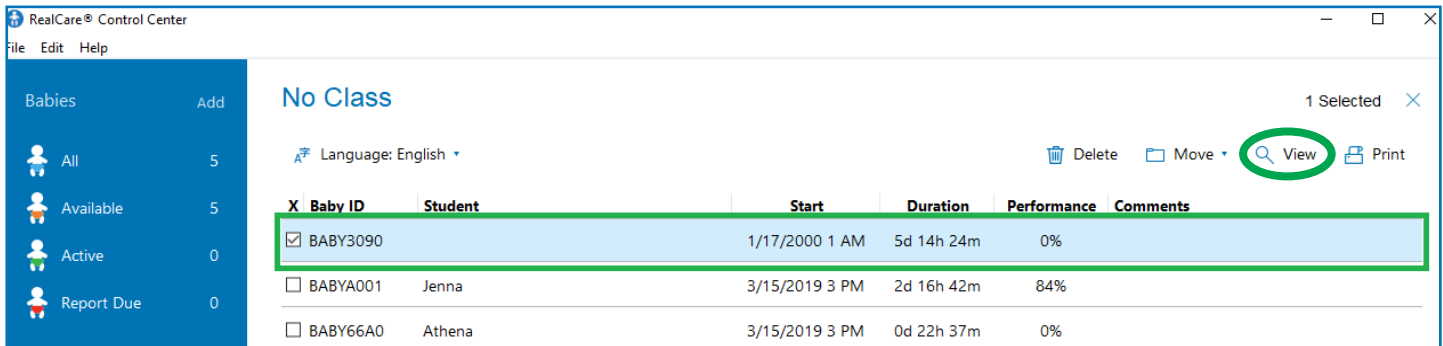 RealCare® Control Center
File Edit Help
Babies Add
All 5
Available 5
Active 0
Report Due 0
No Class
1 Selected
Language: English
Delete Move View Print
X Baby ID Student Start Duration Performance Comments
BABY3090 1/17/2000 1 AM 5d 14h 24m 0%
BABYA001 Jenna 3/15/2019 3 PM 2d 16h 42m 84%
BABY66A0 Athena 3/15/2019 3 PM 0d 22h 37m 0%